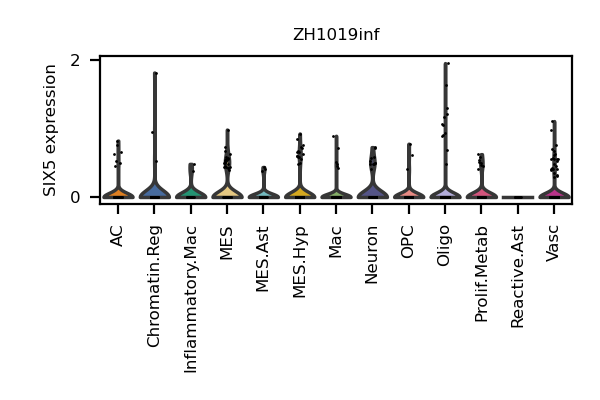 ZH1019inf
SIX5 expression
2
0
AC
Chromatin.Reg
Inflammatory.Mac
MES
MES.Ast
MES.Hyp
Mac
Neuron
OPC
Oligo
Prolif.Metab
Reactive.Ast
Vasc